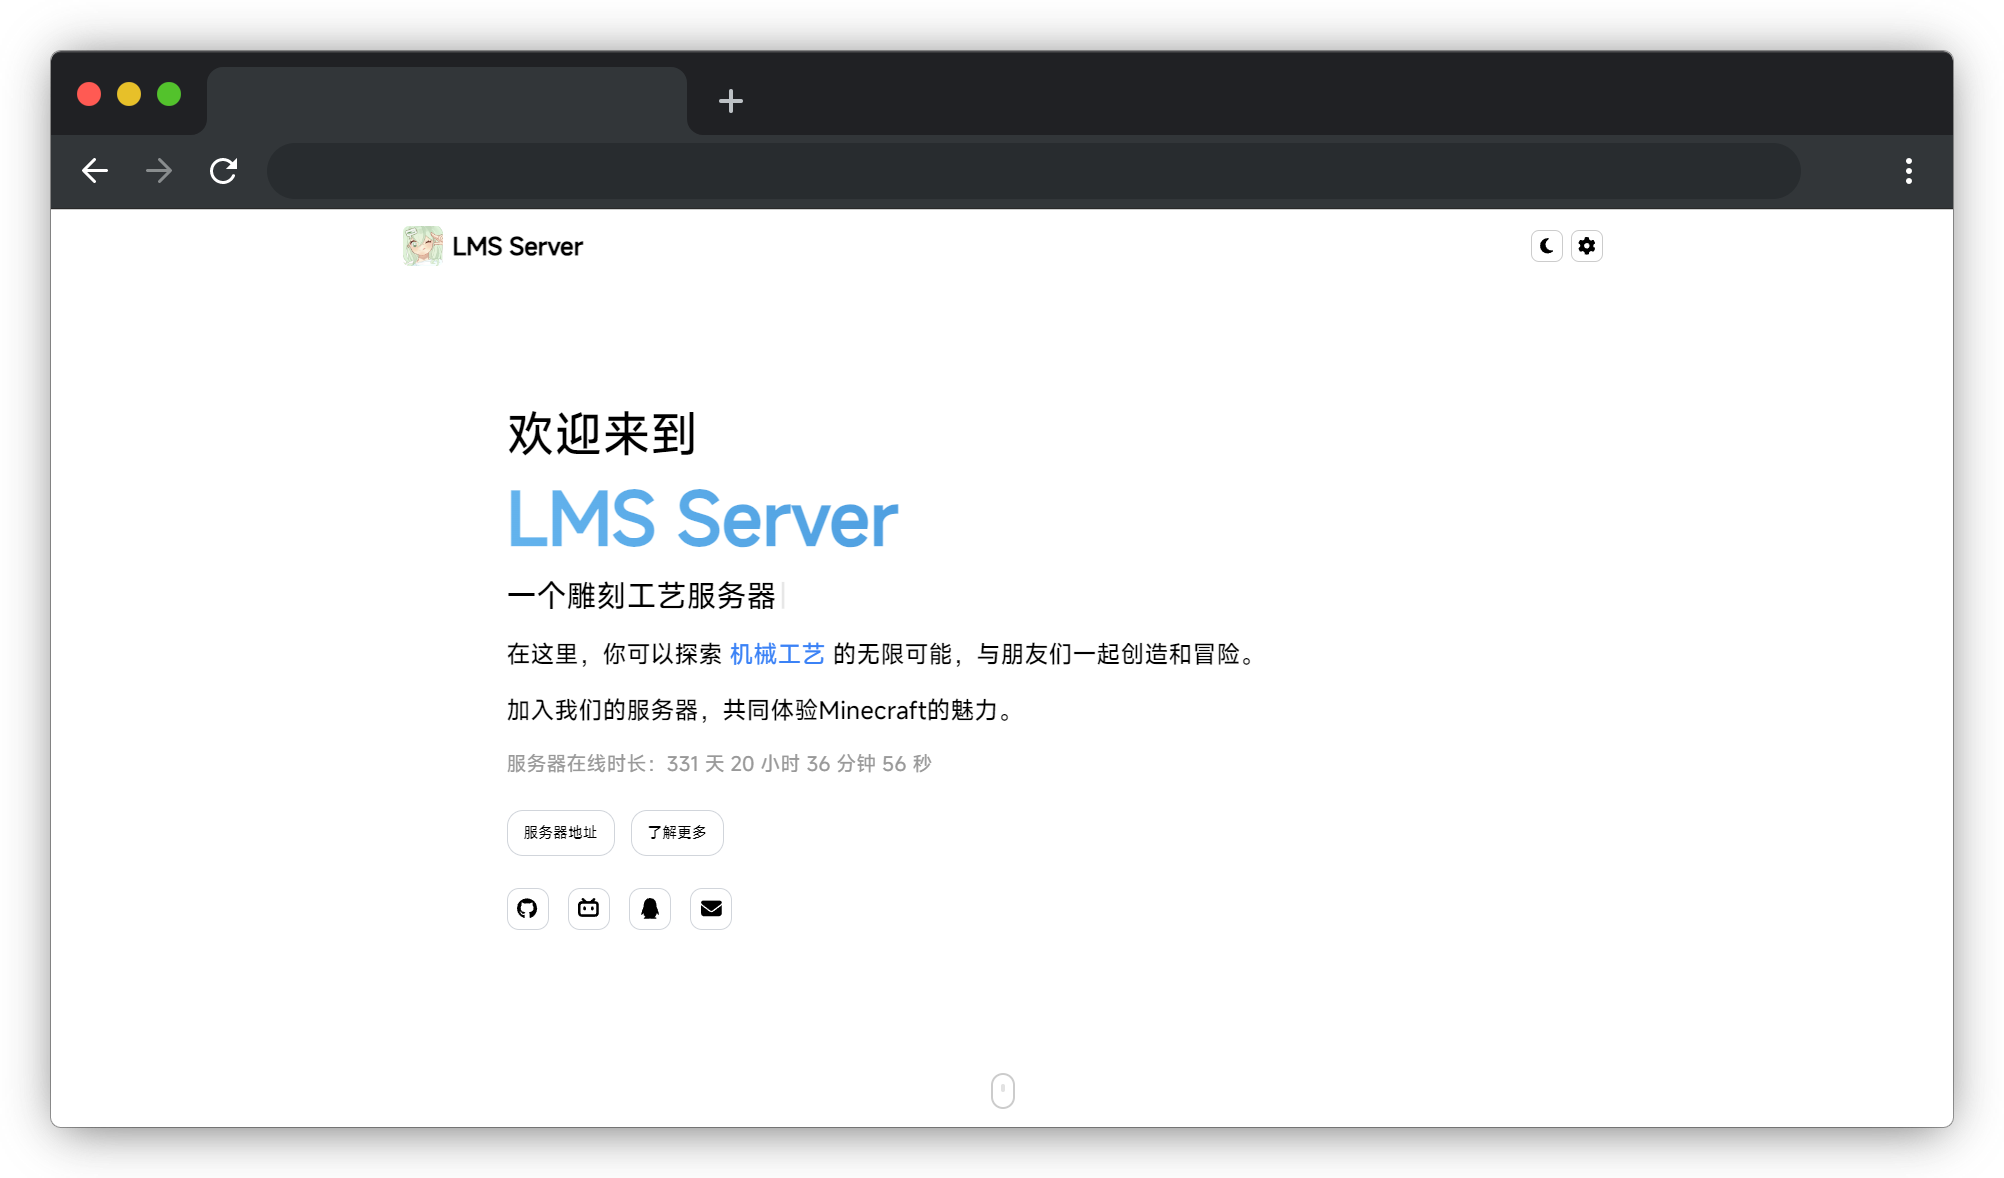 LMS Server
欢迎来到
LMS Server
一个雕刻工艺服务器
在这里，你可以探索 机械工艺 的无限可能，与朋友们一起创造和冒险。
加入我们的服务器，共同体验Minecraft的魅力。
服务器在线时长：331 天 20 小时 36 分钟 56 秒
服务器地址 了解更多